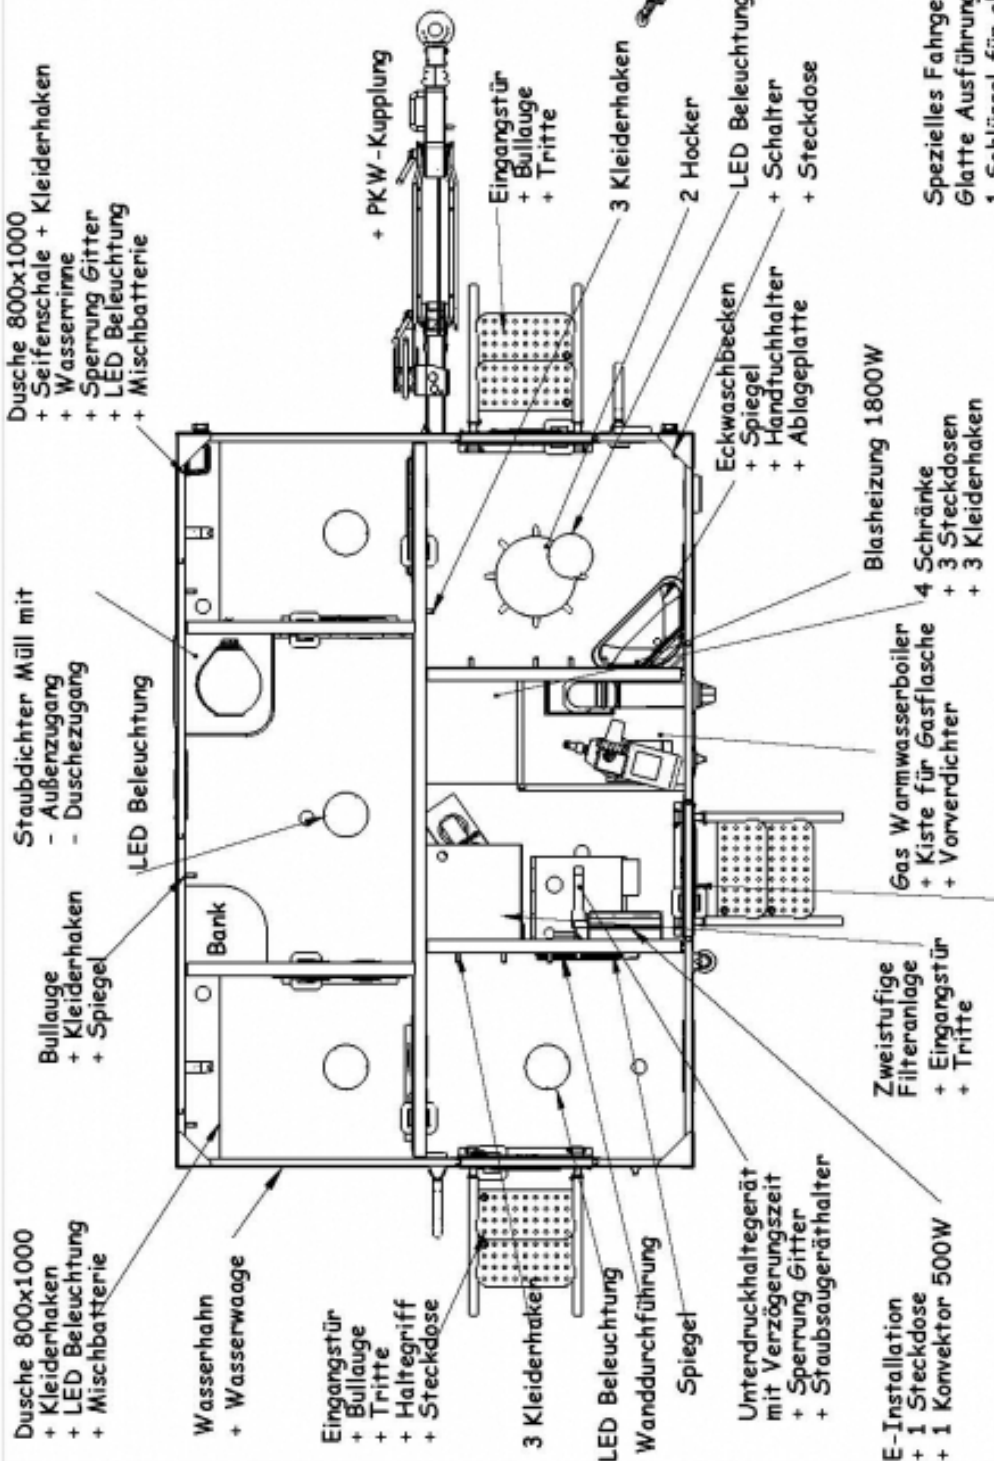 Dusche 800x1000
+ Kleiderhaken
+ LED Beleuchtung
+ Mischbatterie
Bullauge
+ Kleiderhaken
+ Spiegel
Staubdichter Müll mit
- Außenzugang
- Duschezugang
LED Beleuchtung
Dusche 800x1000
+ Seifenschale + Kleiderhaken
+ Wasserrinne
+ Sperrung Gitter
+ LED Beleuchtung
+ Mischbatterie
Bank
Wasserhahn
+ Wasserwaage
+ PKW-Kupplung
Eingangstür
+ Bullauge
+ Tritte
+ Haltegriff
+ Steckdose
Eingangstür
+ Bullauge
+ Tritte
3 Kleiderhaken
3 Kleiderhaken
2 Hocker
LED Beleuchtung
+ Schalter
+ Steckdose
LED Beleuchtung
Wanddurchführung
Spiegel
Eckwaschbecken
+ Spiegel
+ Handtuchhalter
+ Ablageplatte
Unterdruckhaltegerät
mit Verzögerungszeit
+ Sperrung Gitter
+ Staubsaugeräthalter
Blasheizung 1800W
4 Schränke
+ 3 Steckdosen
+ 3 Kleiderhaken
Gas Warmwasserboiler
+ Kiste für Gasflasche
+ Vorverdichter
Zweistufige
Filteranlage
+ Eingangstür
+ Tritte
E-Installation
+ 1 Steckdose
+ 1 Konvektor 500W
Spezielles Fahrge
Glatte Ausführung